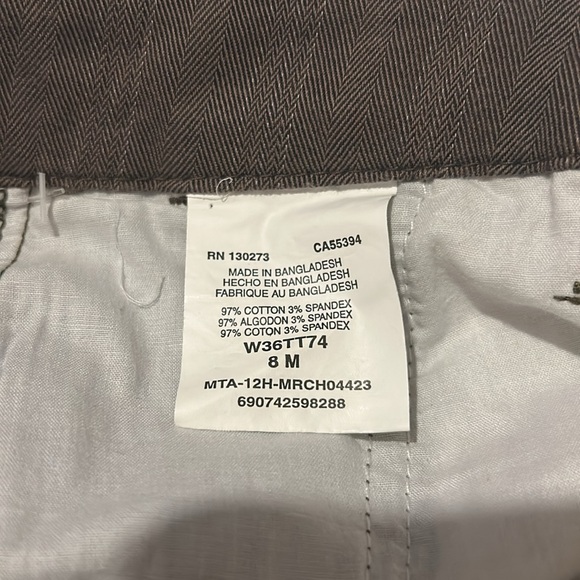 RN 130273 CA55394
MADE IN BANGLADESH
HECHO EN BANGLADESH
FABRIQUE AU BANGLADESH
97% COTTON 3% SPANDEX
97% ALGODON 3% SPANDEX
97% COTON 3% SPANDEX
W36TT74
8 M
MTA-12H-MRCH04423
690742598288